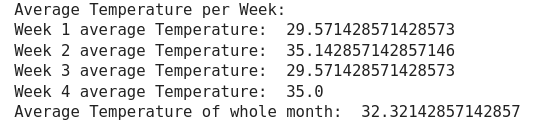 Average Temperature per Week:
Week 1 average Temperature:  29.571428571428573
Week 2 average Temperature:  35.142857142857146
Week 3 average Temperature:  29.571428571428573
Week 4 average Temperature:  35.0
Average Temperature of whole month:  32.32142857142857